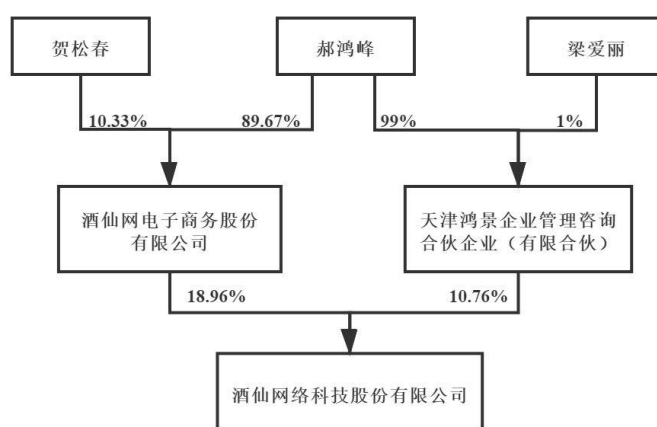 贺松春
郝鸿峰
梁爱丽
10.33%
89.67%
99%
1%
酒仙网电子商务股份
有限公司
天津鸿景企业管理咨询
合伙企业（有限合伙）
18.96%
10.76%
酒仙网络科技股份有限公司